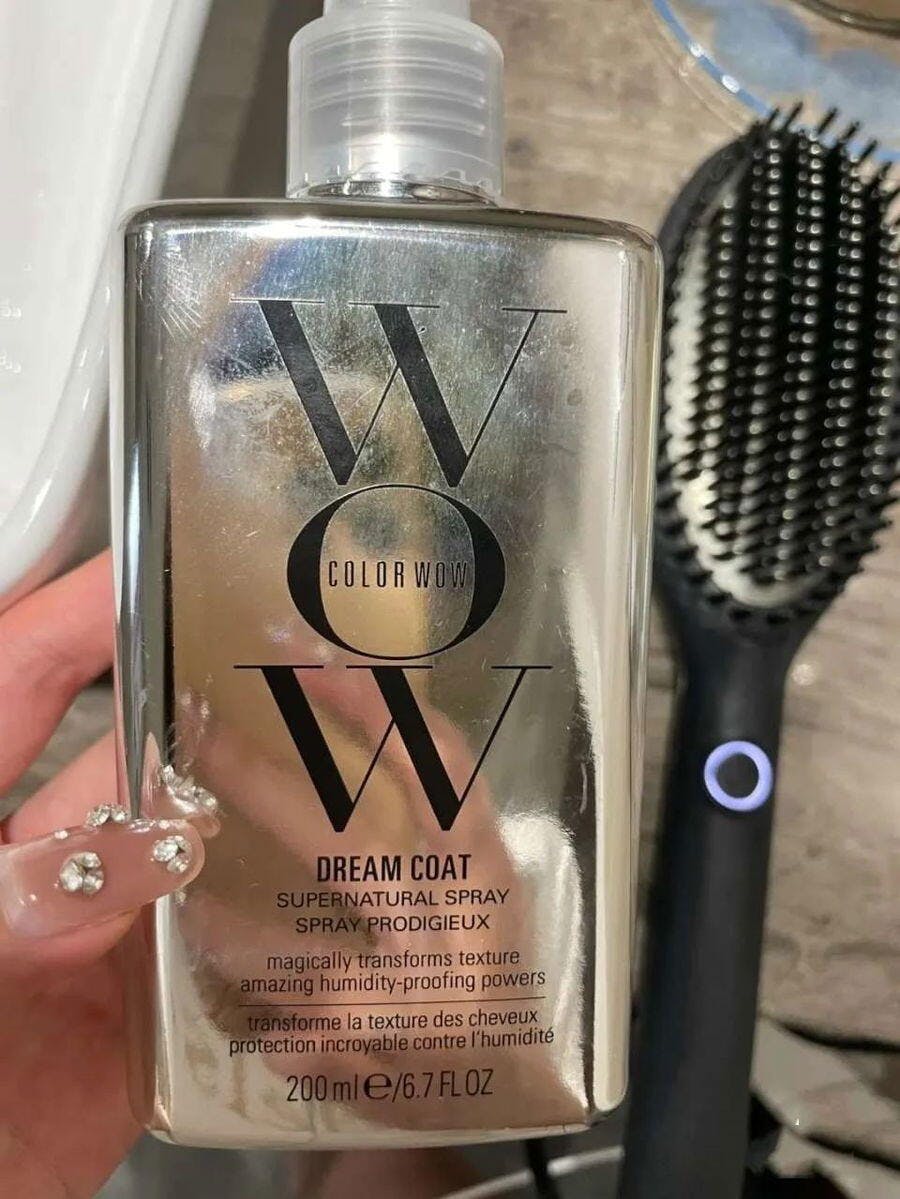 W
O
COLOR WOW
W
DREAM COAT
SUPERNATURAL SPRAY
SPRAY PRODIGIEUX
magically transforms texture
amazing humidity-proofing powers
transforme la texture des cheveux
protection incroyable contre l'humidité
200 ml ℮/6.7 FL OZ